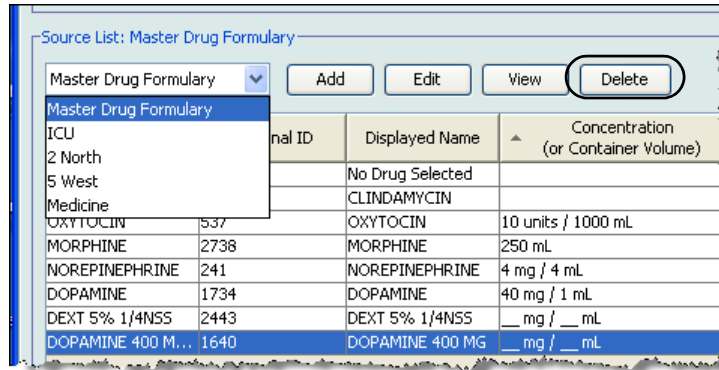 Source List: Master Drug Formulary
Master Drug Formulary Add Edit View Delete
Master Drug Formulary
ICU
2 North
5 West
Medicine
nal ID Displayed Name Concentration
(or Container Volume)
No Drug Selected
CLINDAMYCIN
OXYTOCIN 537 OXYTOCIN 10 units / 1000 mL
MORPHINE 2738 MORPHINE 250 mL
NOREPINEPHRINE 241 NOREPINEPHRINE 4 mg / 4 mL
DOPAMINE 1734 DOPAMINE 40 mg / 1 mL
DEXT 5% 1/4NSS 2443 DEXT 5% 1/4NSS __ mg / __ mL
DOPAMINE 400 M... 1640 DOPAMINE 400 MG __ mg / __ mL